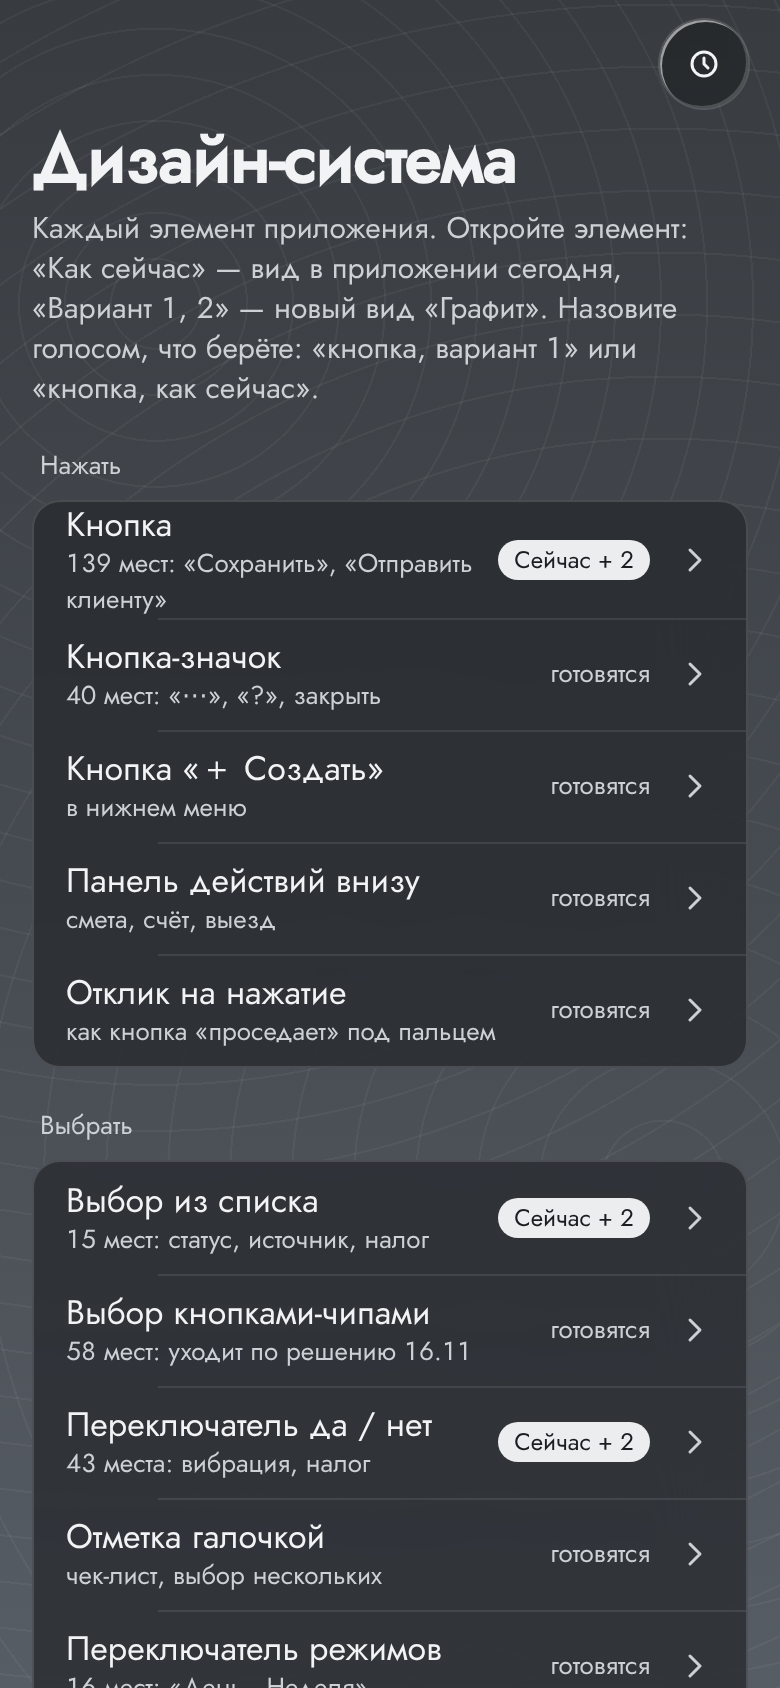 Дизайн-система
Каждый элемент приложения. Откройте элемент:
«Как сейчас» — вид в приложении сегодня,
«Вариант 1, 2» — новый вид «Графит». Назовите
голосом, что берёте: «кнопка, вариант 1» или
«кнопка, как сейчас».
Нажать
Кнопка
139 мест: «Сохранить», «Отправить
клиенту»
Сейчас + 2
Кнопка-значок
40 мест: «···», «?», закрыть
готовятся
Кнопка «＋ Создать»
в нижнем меню
готовятся
Панель действий внизу
смета, счёт, выезд
готовятся
Отклик на нажатие
как кнопка «проседает» под пальцем
готовятся
Выбрать
Выбор из списка
15 мест: статус, источник, налог
Сейчас + 2
Выбор кнопками-чипами
58 мест: уходит по решению 16.11
готовятся
Переключатель да / нет
43 места: вибрация, налог
Сейчас + 2
Отметка галочкой
чек-лист, выбор нескольких
готовятся
Переключатель режимов
16 мест: «День · Неделя»
готовятся